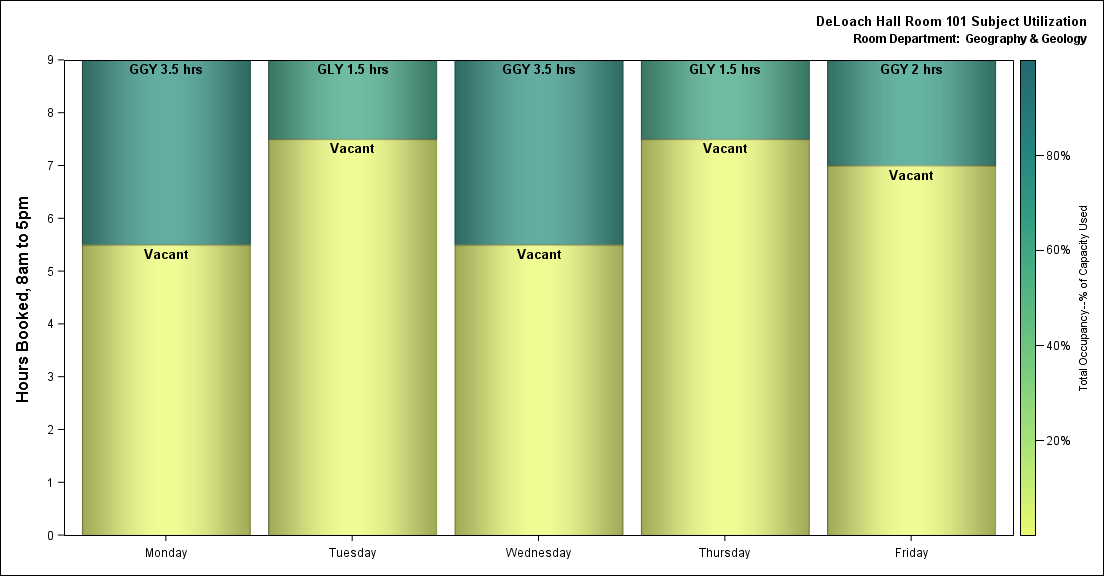 DeLoach Hall Room 101 Subject Utilization
Room Department: Geography & Geology
Hours Booked, 8am to 5pm
9
8
7
6
5
4
3
2
1
0
GGY 3.5 hrs
GLY 1.5 hrs
GGY 3.5 hrs
GLY 1.5 hrs
GGY 2 hrs
Vacant
Vacant
Vacant
Vacant
Vacant
Monday
Tuesday
Wednesday
Thursday
Friday
80%
60%
40%
20%
Total Occupancy--% of Capacity Used